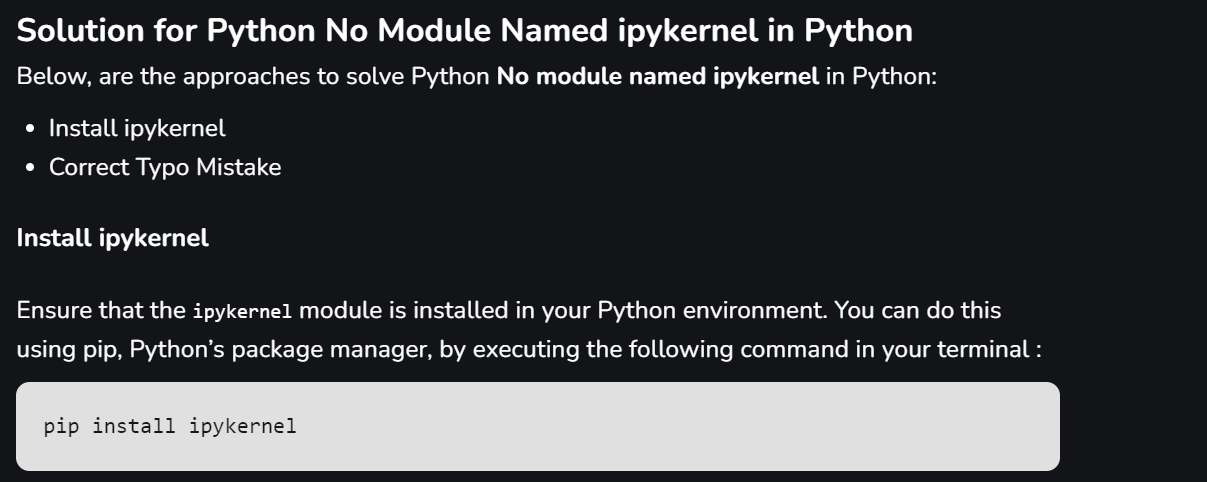 Solution for Python No Module Named ipykernel in Python
Below, are the approaches to solve Python No module named ipykernel in Python:
• Install ipykernel
• Correct Typo Mistake
Install ipykernel
Ensure that the ipykernel module is installed in your Python environment. You can do this
using pip, Python’s package manager, by executing the following command in your terminal :
pip install ipykernel